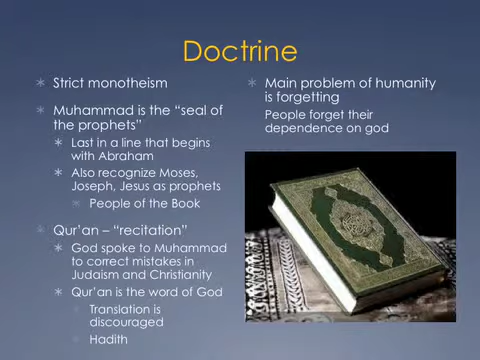 Doctrine
Strict monotheism
Muhammad is the “seal of
the prophets”
Last in a line that begins
with Abraham
Also recognize Moses,
Joseph, Jesus as prophets
People of the Book
Qur’an – “recitation”
God spoke to Muhammad
to correct mistakes in
Judaism and Christianity
Qur’an is the word of God
Translation is
discouraged
Hadith
Main problem of humanity
is forgetting
People forget their
dependence on god